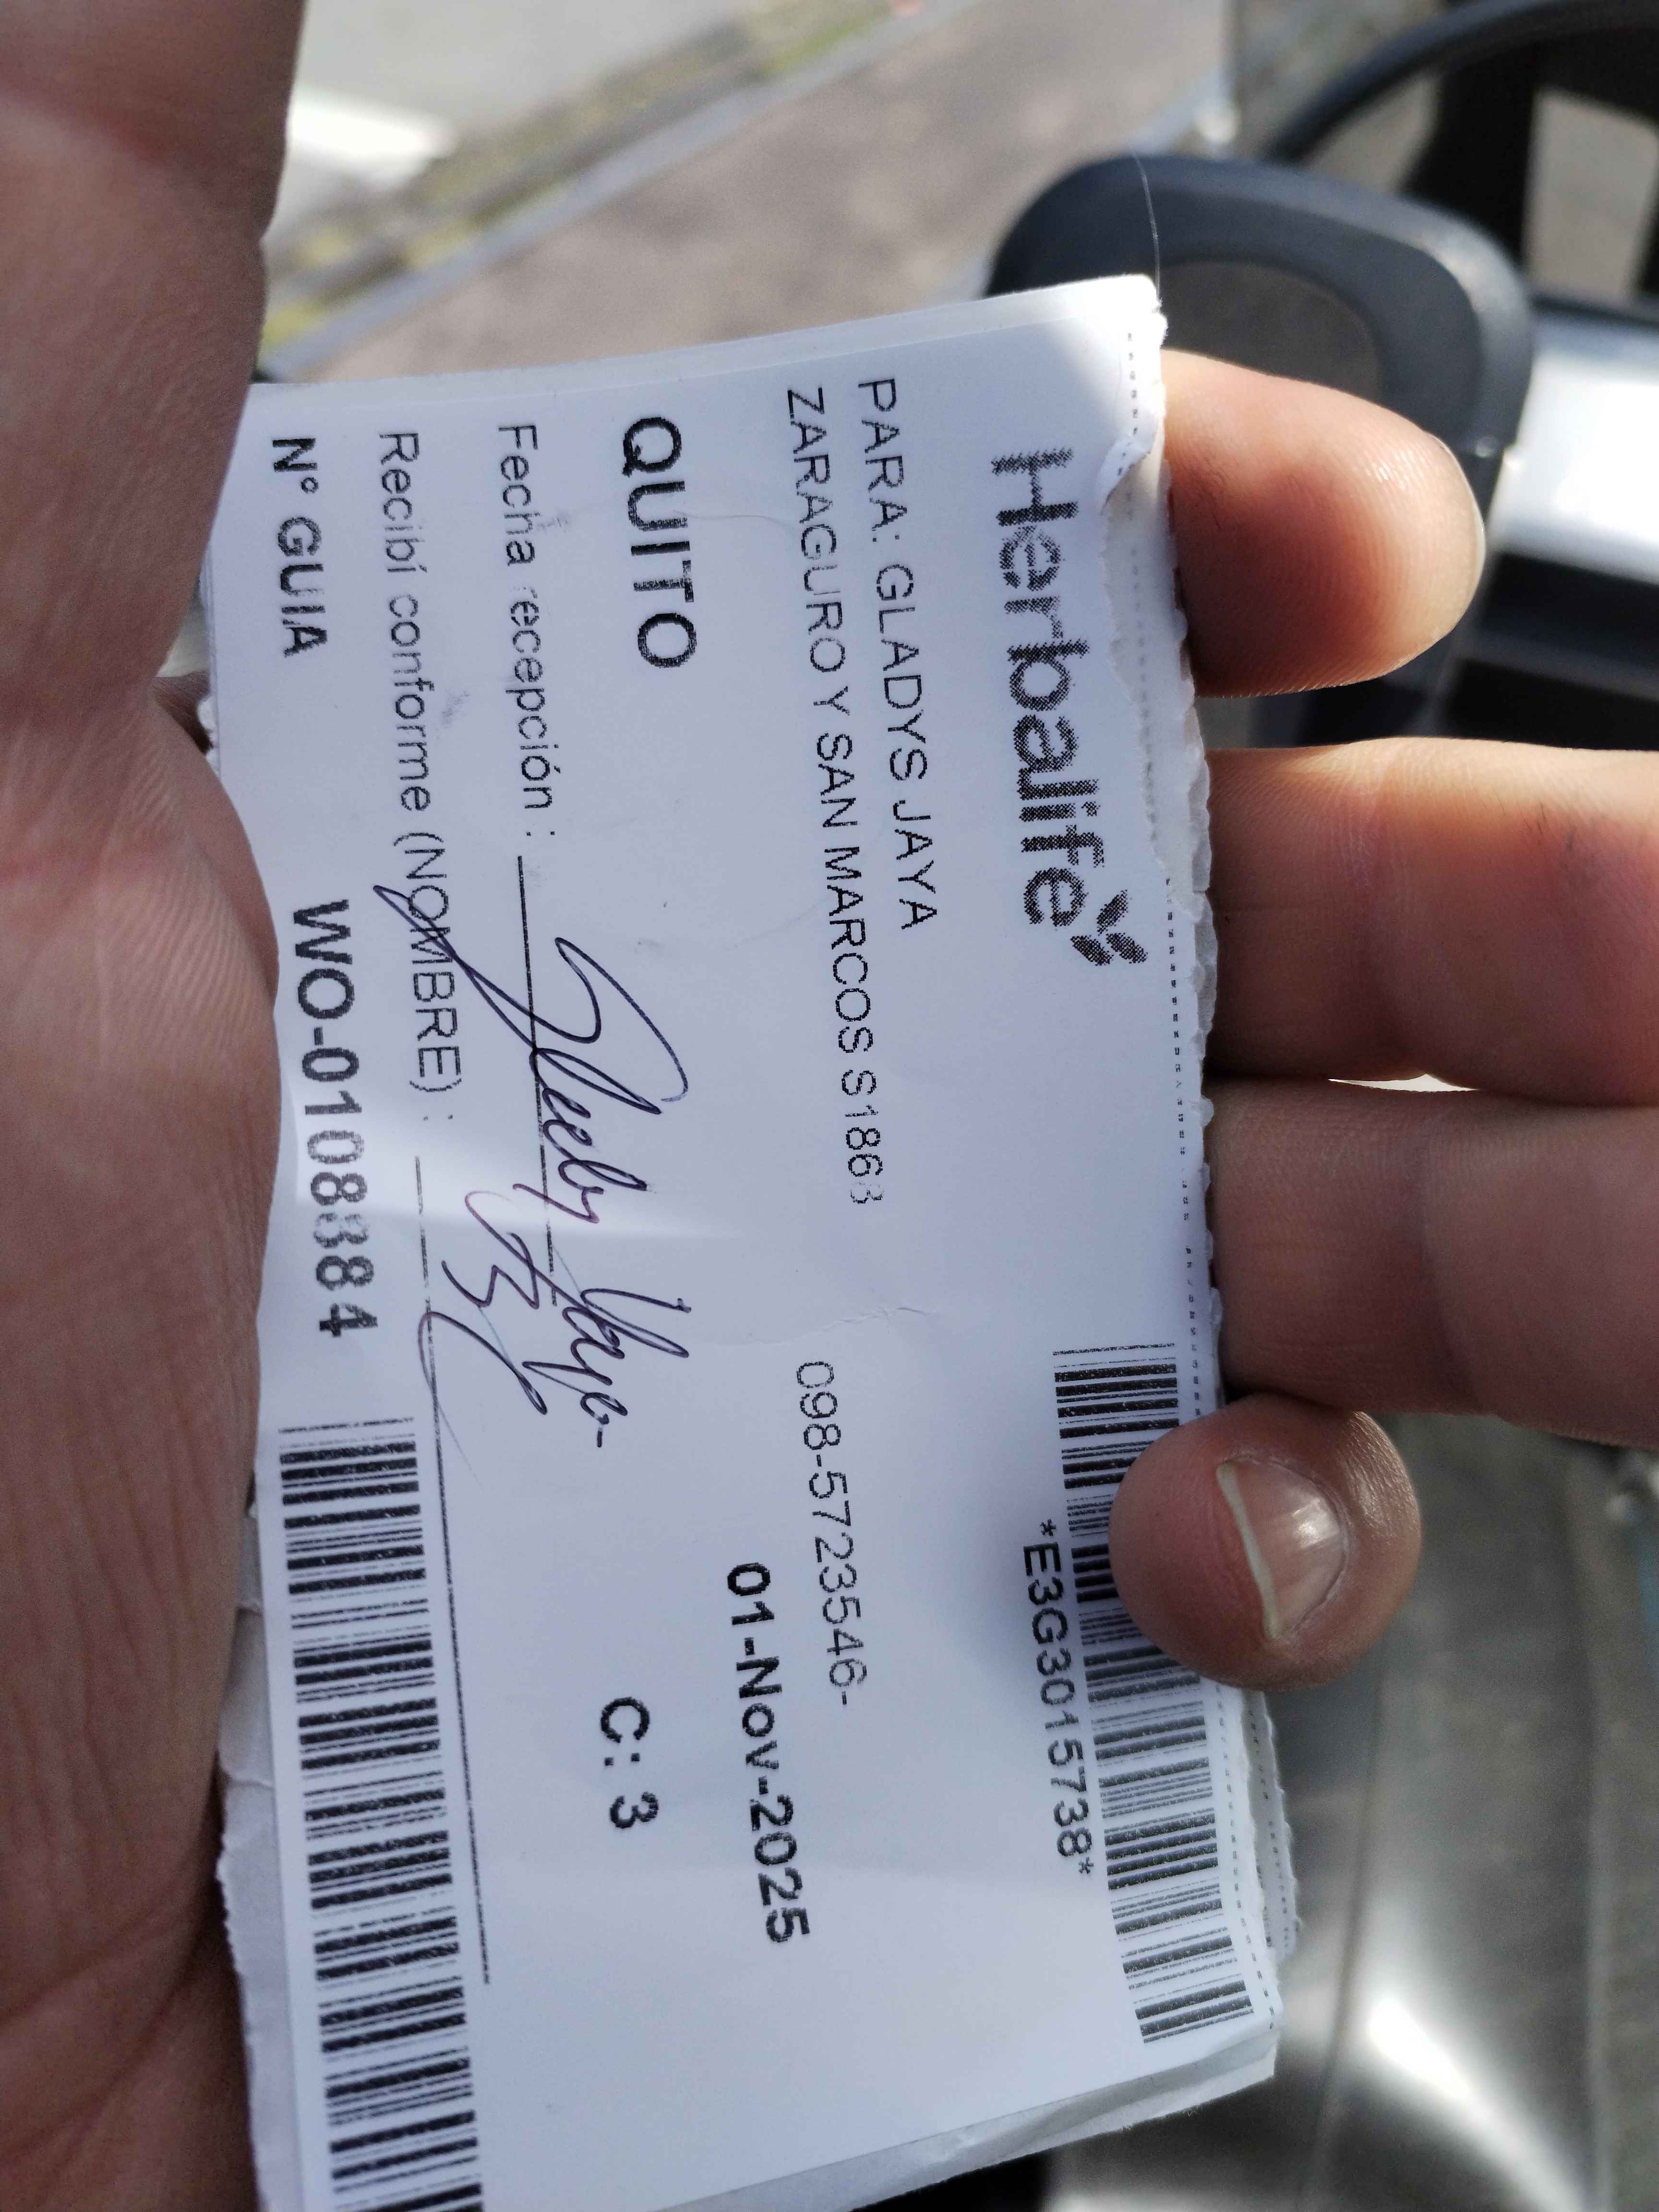 Herbalife
*E3G3015738*
PARA: GLADYS JAYA
ZARAGURO Y SAN MARCOS S1863
098-5723546-
01-Nov-2025
QUITO
C: 3
Fecha recepción :
Jaya
Recibí conforme (NOMBRE) :
N° GUIA WO-0108884